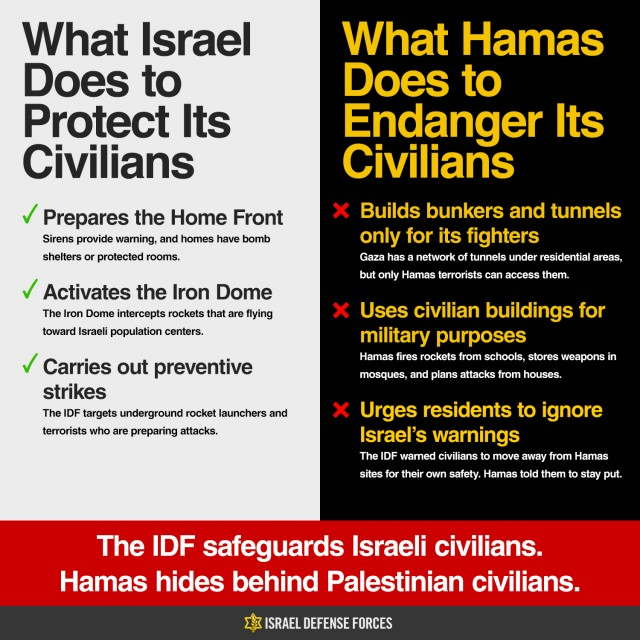 What Israel
Does to
Protect Its
Civilians
✓ Prepares the Home Front
Sirens provide warning, and homes have bomb
shelters or protected rooms.
✓ Activates the Iron Dome
The Iron Dome intercepts rockets that are flying
toward Israeli population centers.
✓ Carries out preventive
strikes
The IDF targets underground rocket launchers and
terrorists who are preparing attacks.
What Hamas
Does to
Endanger Its
Civilians
✕ Builds bunkers and tunnels
only for its fighters
Gaza has a network of tunnels under residential areas,
but only Hamas terrorists can access them.
✕ Uses civilian buildings for
military purposes
Hamas fires rockets from schools, stores weapons in
mosques, and plans attacks from houses.
✕ Urges residents to ignore
Israel’s warnings
The IDF warned civilians to move away from Hamas
sites for their own safety. Hamas told them to stay put.
The IDF safeguards Israeli civilians.
Hamas hides behind Palestinian civilians.
ISRAEL DEFENSE FORCES